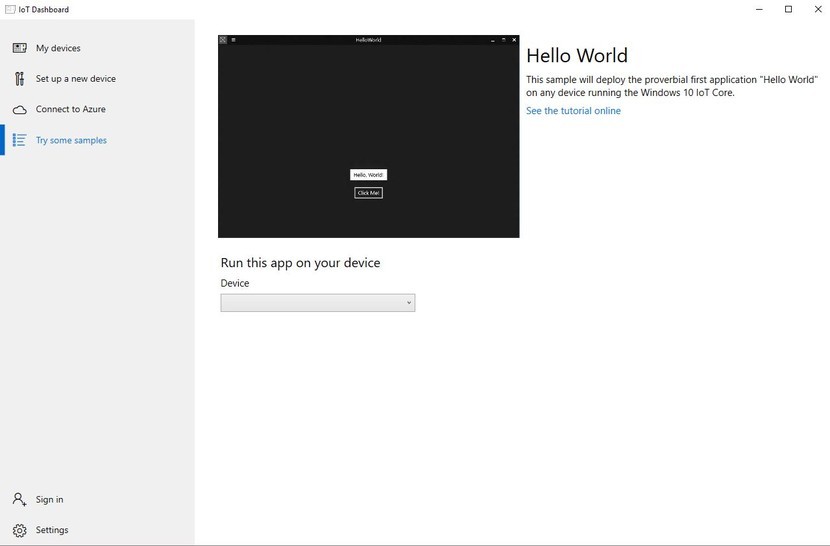 IoT Dashboard
My devices
Set up a new device
Connect to Azure
Try some samples
Sign in
Settings
HelloWorld
Hello, World!
Click Me!
Hello World
This sample will deploy the proverbial first application "Hello World"
on any device running the Windows 10 IoT Core.
See the tutorial online
Run this app on your device
Device